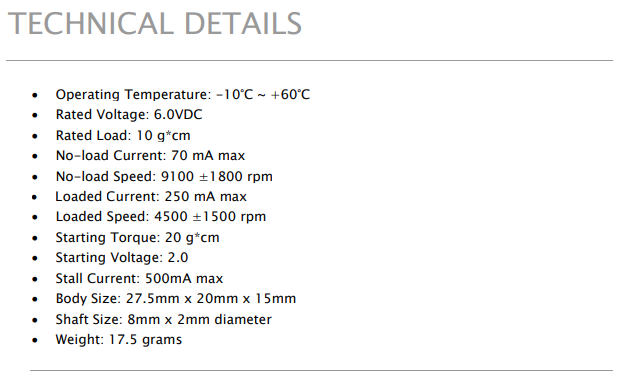 TECHNICAL DETAILS
• Operating Temperature: -10°C ~ +60°C
• Rated Voltage: 6.0VDC
• Rated Load: 10 g*cm
• No-load Current: 70 mA max
• No-load Speed: 9100 ±1800 rpm
• Loaded Current: 250 mA max
• Loaded Speed: 4500 ±1500 rpm
• Starting Torque: 20 g*cm
• Starting Voltage: 2.0
• Stall Current: 500mA max
• Body Size: 27.5mm x 20mm x 15mm
• Shaft Size: 8mm x 2mm diameter
• Weight: 17.5 grams